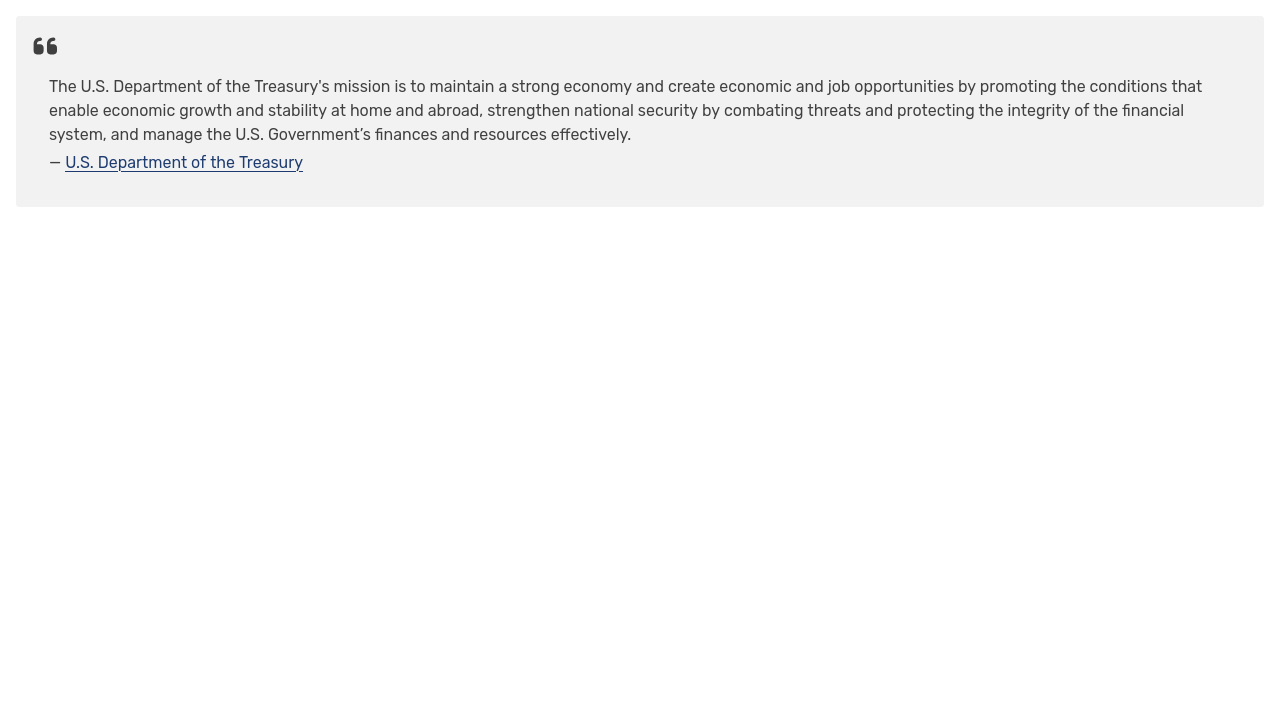 The U.S. Department of the Treasury's mission is to maintain a strong economy and create economic and job opportunities by promoting the conditions that
enable economic growth and stability at home and abroad, strengthen national security by combating threats and protecting the integrity of the financial
system, and manage the U.S. Government’s finances and resources effectively.
— U.S. Department of the Treasury